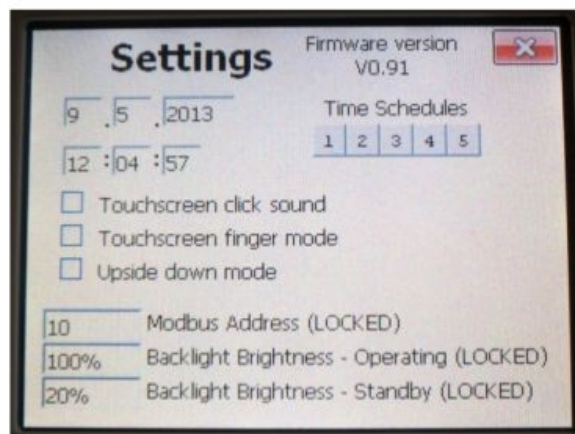 Settings
Firmware version
V0.91
9 . 5 . 2013
12 : 04 : 57
Time Schedules
1 2 3 4 5
Touchscreen click sound
Touchscreen finger mode
Upside down mode
10 Modbus Address (LOCKED)
100% Backlight Brightness - Operating (LOCKED)
20% Backlight Brightness - Standby (LOCKED)